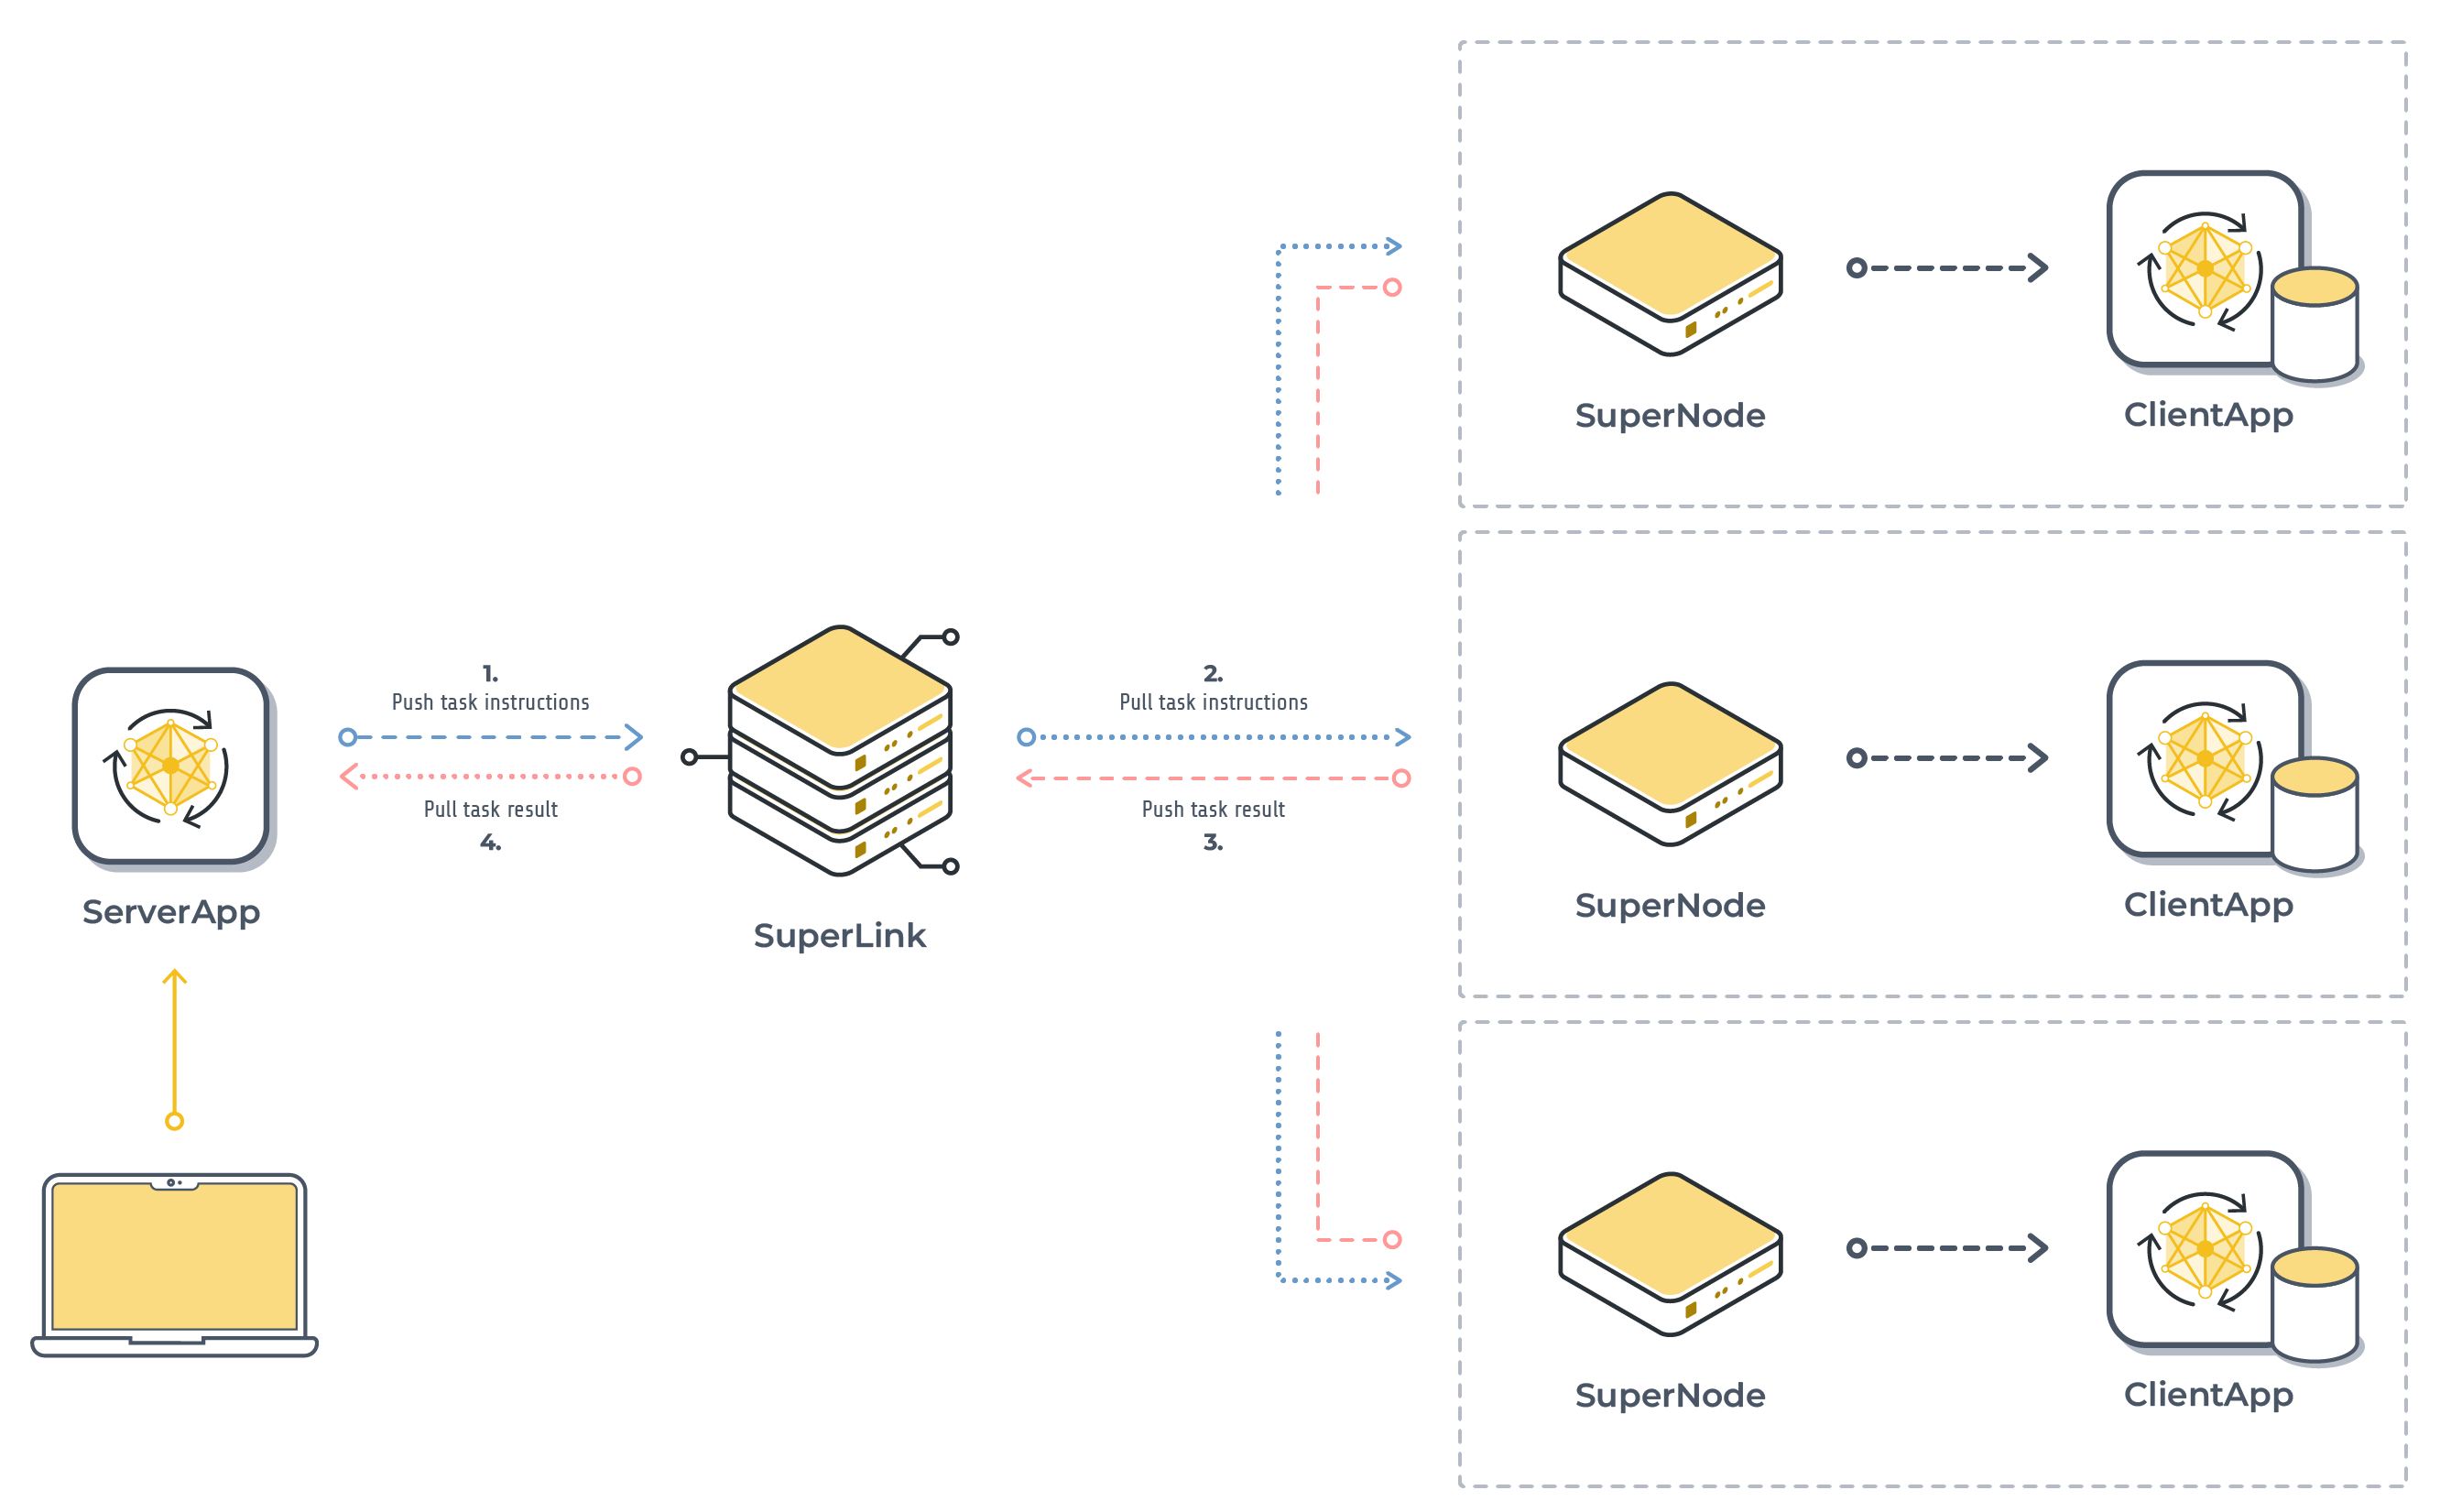 SuperNode
ClientApp
1.
Push task instructions
Pull task result
4.
2.
Pull task instructions
Push task result
3.
ServerApp
SuperLink
SuperNode
ClientApp
SuperNode
ClientApp